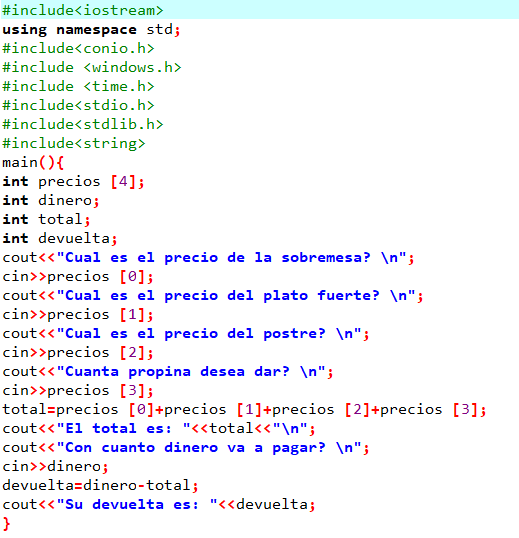 #include<iostream>
using namespace std;
#include<conio.h>
#include <windows.h>
#include <time.h>
#include<stdio.h>
#include<stdlib.h>
#include<string>
main(){
int precios [4];
int dinero;
int total;
int devuelta;
cout<<"Cual es el precio de la sobremesa? \n";
cin>>precios [0];
cout<<"Cual es el precio del plato fuerte? \n";
cin>>precios [1];
cout<<"Cual es el precio del postre? \n";
cin>>precios [2];
cout<<"Cuanta propina desea dar? \n";
cin>>precios [3];
total=precios [0]+precios [1]+precios [2]+precios [3];
cout<<"El total es: "<<total<<"\n";
cout<<"Con cuanto dinero va a pagar? \n";
cin>>dinero;
devuelta=dinero-total;
cout<<"Su devuelta es: "<<devuelta;
}